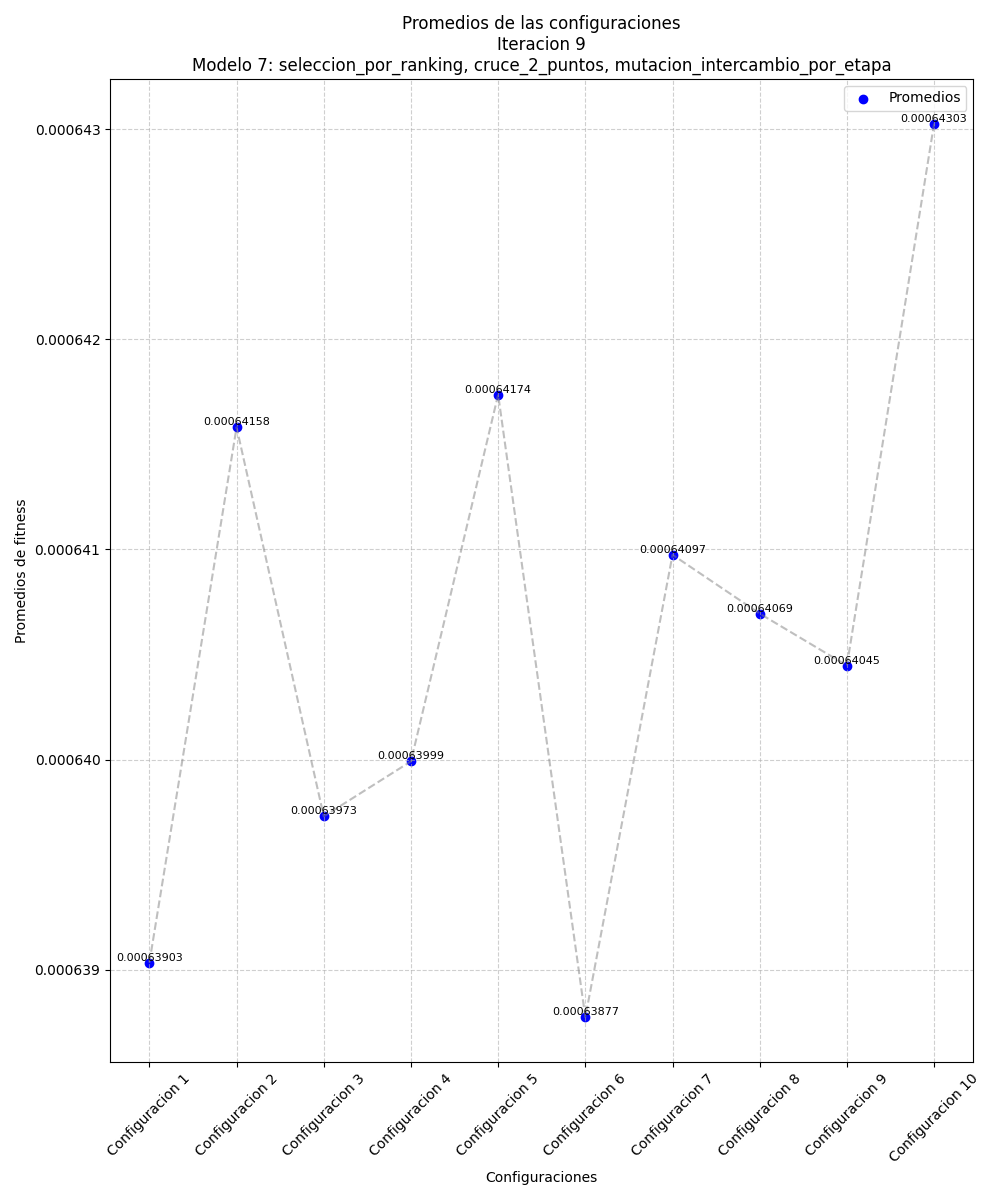 Promedios de las configuraciones
Iteracion 9
Modelo 7: seleccion_por_ranking, cruce_2_puntos, mutacion_intercambio_por_etapa
Promedios
0.000643
0.000642
0.000641
0.000640
0.000639
Promedios de fitness
0.00063903
0.00064158
0.00063973
0.00063999
0.00064174
0.00063877
0.00064097
0.00064069
0.00064045
0.00064303
Configuracion 1
Configuracion 2
Configuracion 3
Configuracion 4
Configuracion 5
Configuracion 6
Configuracion 7
Configuracion 8
Configuracion 9
Configuracion 10
Configuraciones